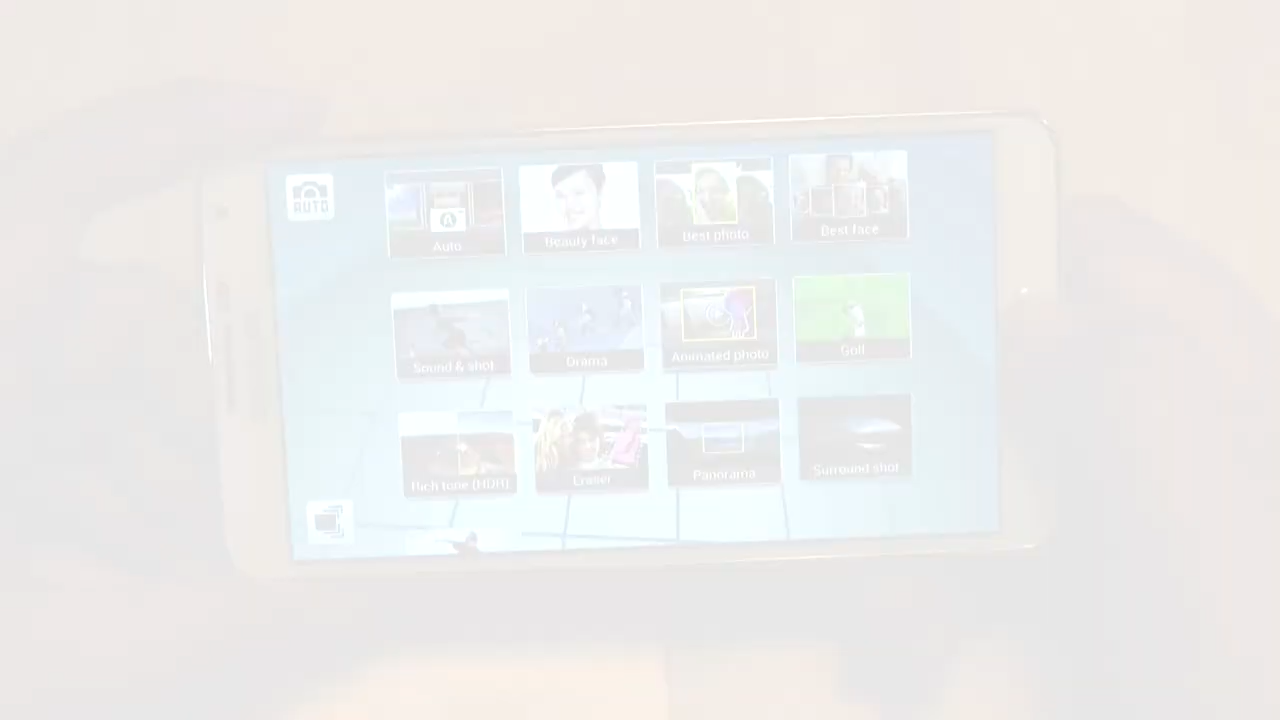 AUTO
A
Auto
Beauty face
Best photo
Best face
Sound & shot
Drama
Animated photo
Golf
Rich tone (HDR)
Eraser
Panorama
Surround shot